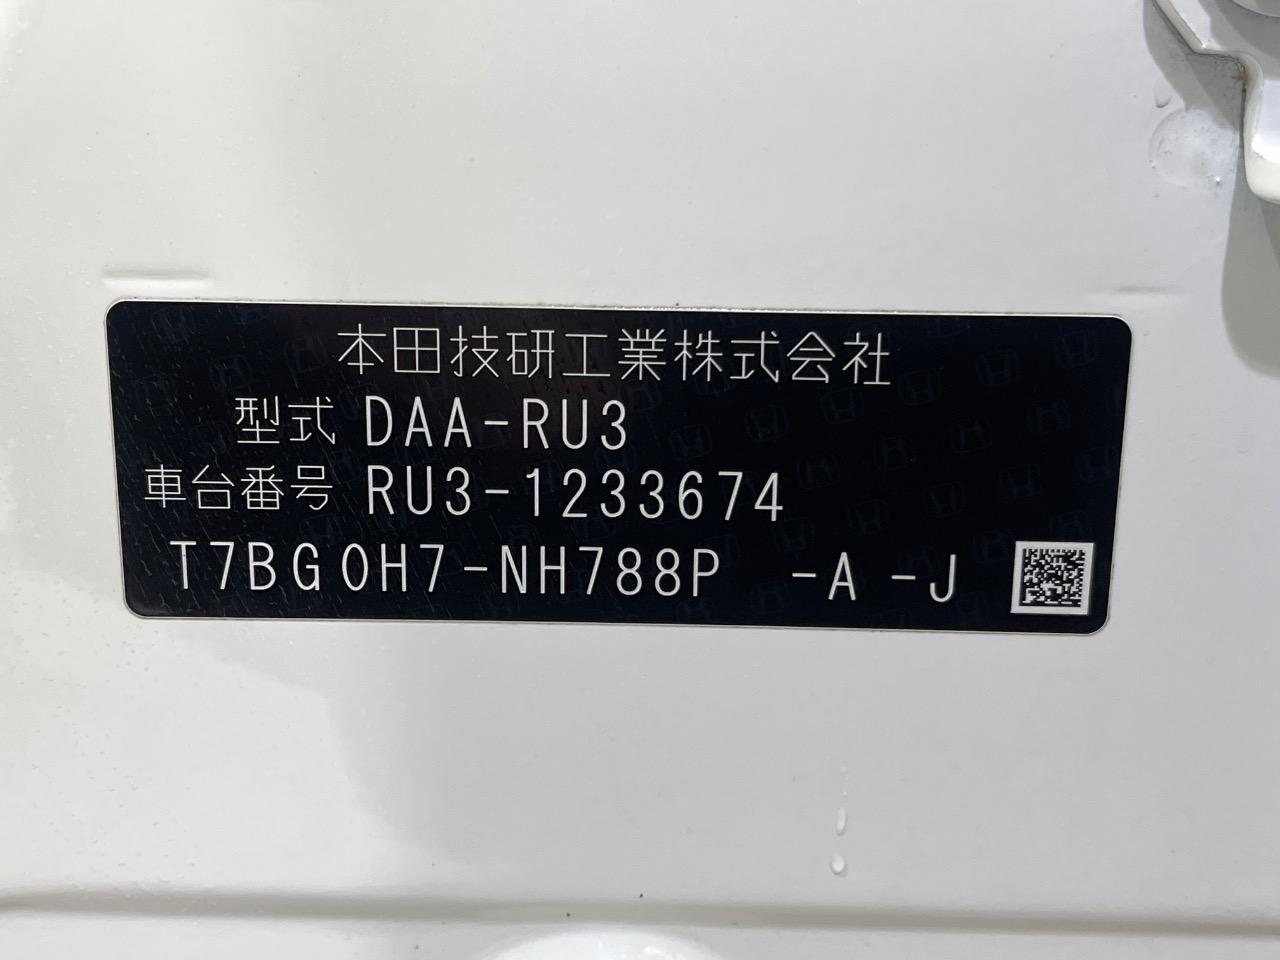 本田技研工業株式会社
型式 DAA-RU3
車台番号 RU3-1233674
T7BG0H7-NH788P -A -J